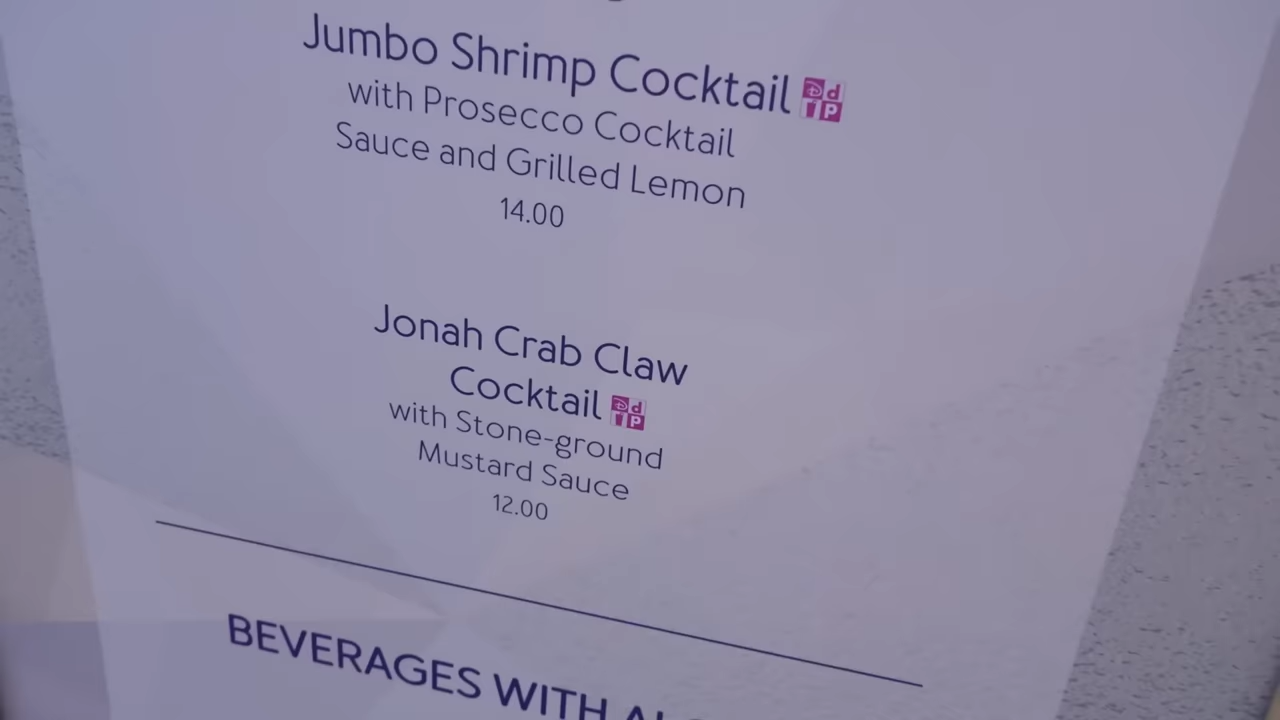 Jumbo Shrimp Cocktail
with Prosecco Cocktail
Sauce and Grilled Lemon
14.00
Jonah Crab Claw
Cocktail
with Stone-ground
Mustard Sauce
12.00
BEVERAGES WITH